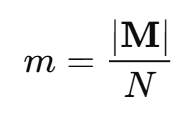 m = |𝐌| / N